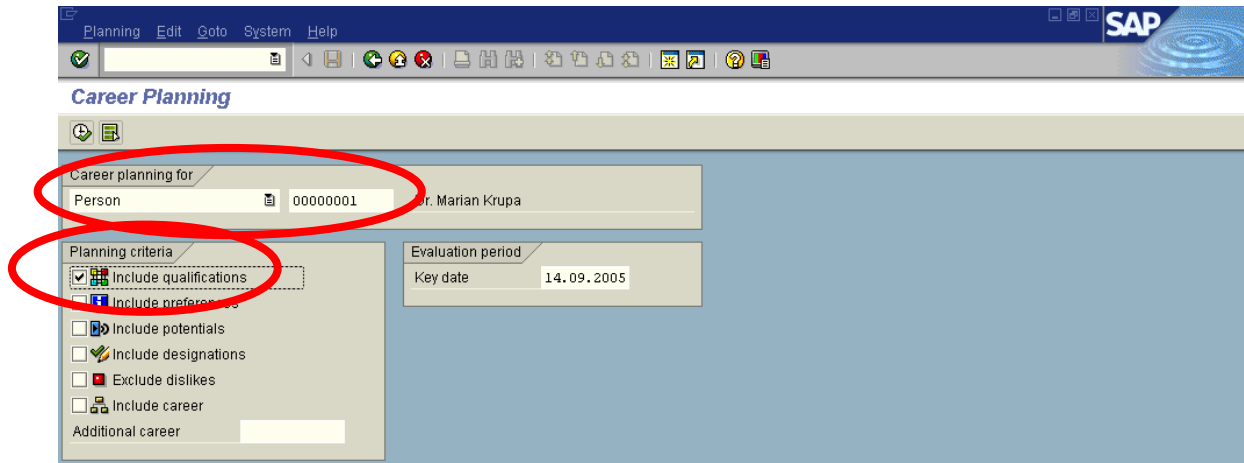 Planning Edit Goto System Help
SAP
Career Planning
Career planning for
Person 00000001 Dr. Marian Krupa
Planning criteria
Evaluation period
Include qualifications
Key date 14.09.2005
Include preferences
Include potentials
Include designations
Exclude dislikes
Include career
Additional career